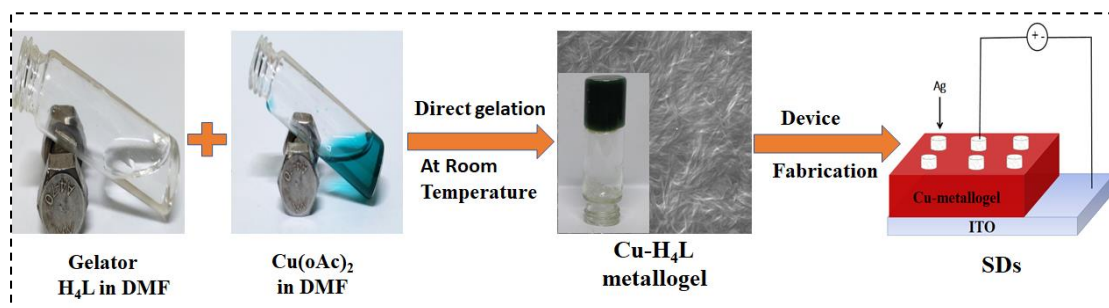 Gelator
H₄L in DMF
Cu(oAc)₂
in DMF
Direct gelation
At Room
Temperature
Cu-H₄L
metallogel
Device
Fabrication
+ -
Ag
Cu-metallogel
ITO
SDs